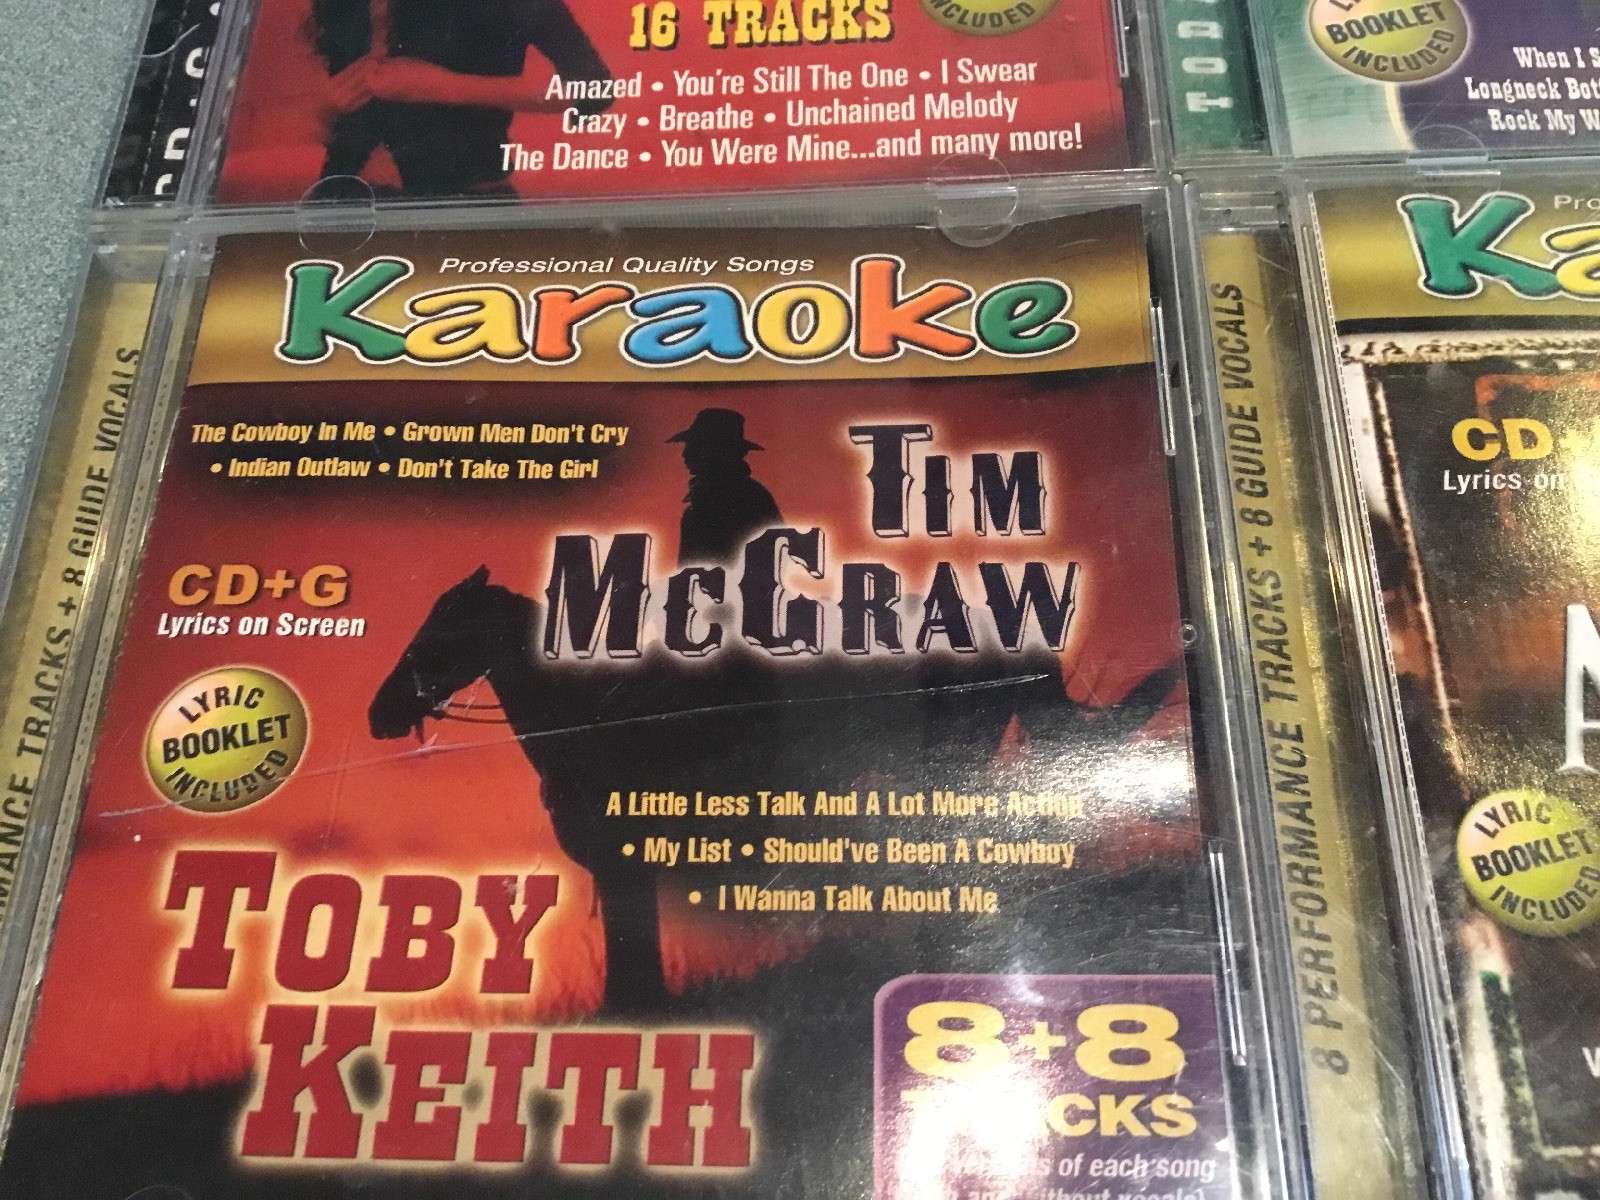 16 TRACKS
INCLUDED
Amazed • You're Still The One • I Swear
Crazy • Breathe • Unchained Melody
The Dance • You Were Mine...and many more!
BOOKLET
INCLUDED
When I
Longneck
Rock My
Professional Quality Songs
Karaoke
The Cowboy In Me • Grown Men Don't Cry
• Indian Outlaw • Don't Take The Girl
TIM
MCGRAW
CD+G
Lyrics on Screen
LYRIC
BOOKLET
INCLUDED
A Little Less Talk And A Lot More Action
• My List • Should've Been A Cowboy
• I Wanna Talk About Me
TOBY
KEITH
8+8
TRACKS
of each song
TRACKS + 8 GUIDE VOCALS
8 PERFORMANCE TRACKS + 8 GUIDE VOCALS
CD
Lyrics on
LYRIC
BOOKLET
INCLUDED